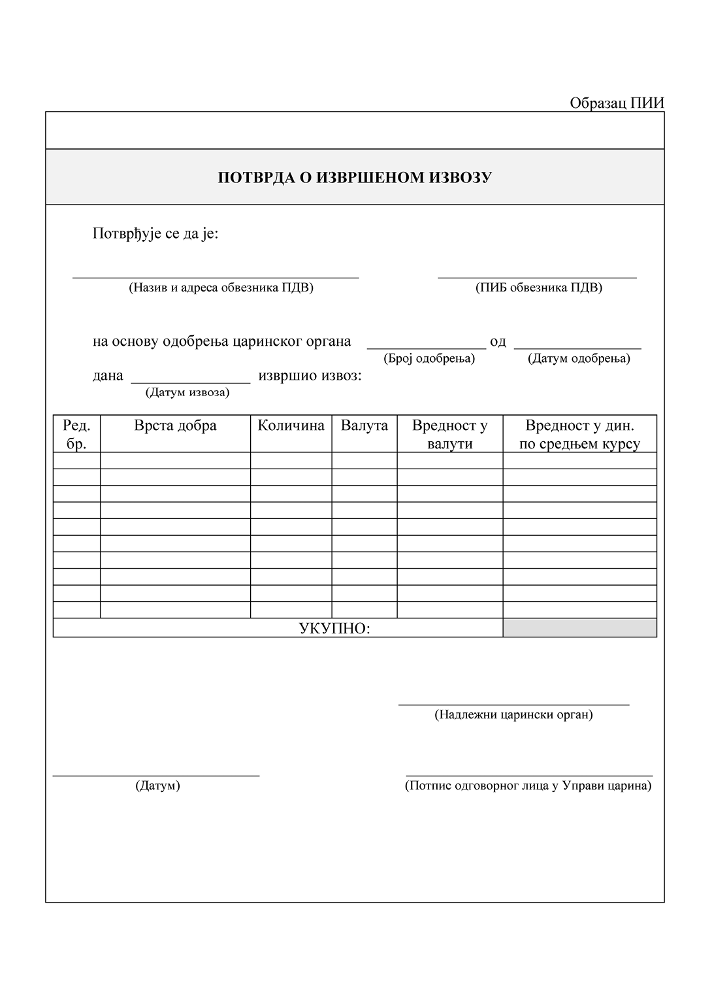 Образац ПИИ
ПОТВРДА О ИЗВРШЕНОМ ИЗВОЗУ
Потврђује се да је:
(Назив и адреса обвезника ПДВ) (ПИБ обвезника ПДВ)
на основу одобрења царинског органа од
(Број одобрења) (Датум одобрења)
дана извршио извоз:
(Датум извоза)
Ред. бр. Врста добра Количина Валута Вредност у валути Вредност у дин. по средњем курсу
УКУПНО:
(Надлежни царински орган)
(Датум) (Потпис одговорног лица у Управи царина)